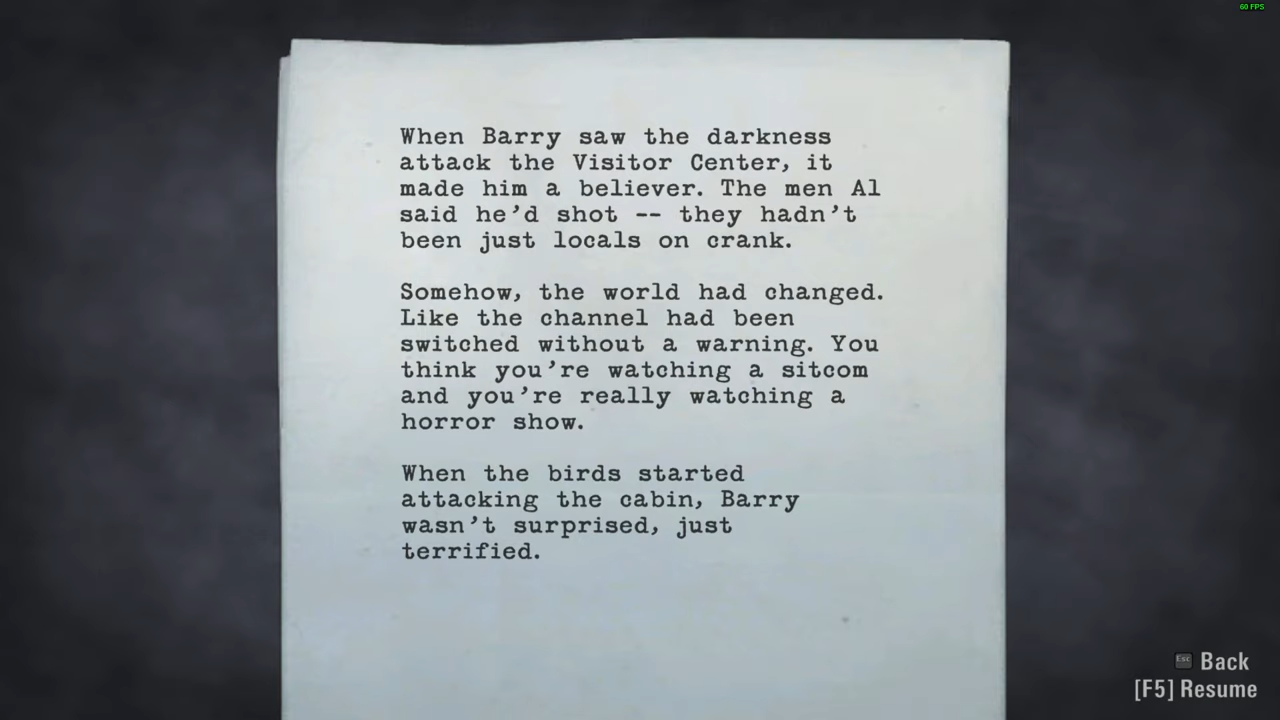 60 FPS
When Barry saw the darkness
attack the Visitor Center, it
made him a believer. The men Al
said he’d shot -- they hadn’t
been just locals on crank.
Somehow, the world had changed.
Like the channel had been
switched without a warning. You
think you’re watching a sitcom
and you’re really watching a
horror show.
When the birds started
attacking the cabin, Barry
wasn’t surprised, just
terrified.
Esc Back
[F5] Resume